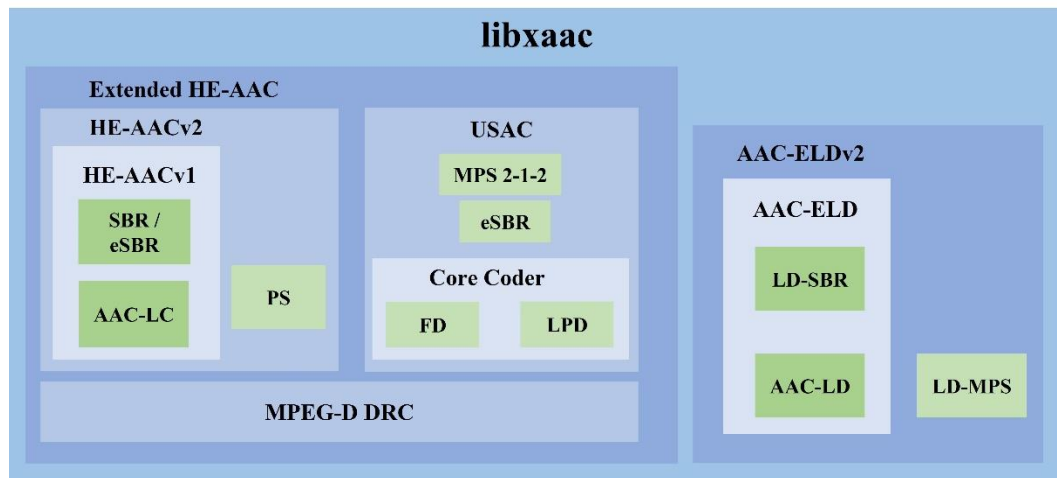 libxaac
Extended HE-AAC
HE-AACv2
HE-AACv1
SBR /
eSBR
AAC-LC
PS
USAC
MPS 2-1-2
eSBR
Core Coder
FD
LPD
MPEG-D DRC
AAC-ELDv2
AAC-ELD
LD-SBR
AAC-LD
LD-MPS